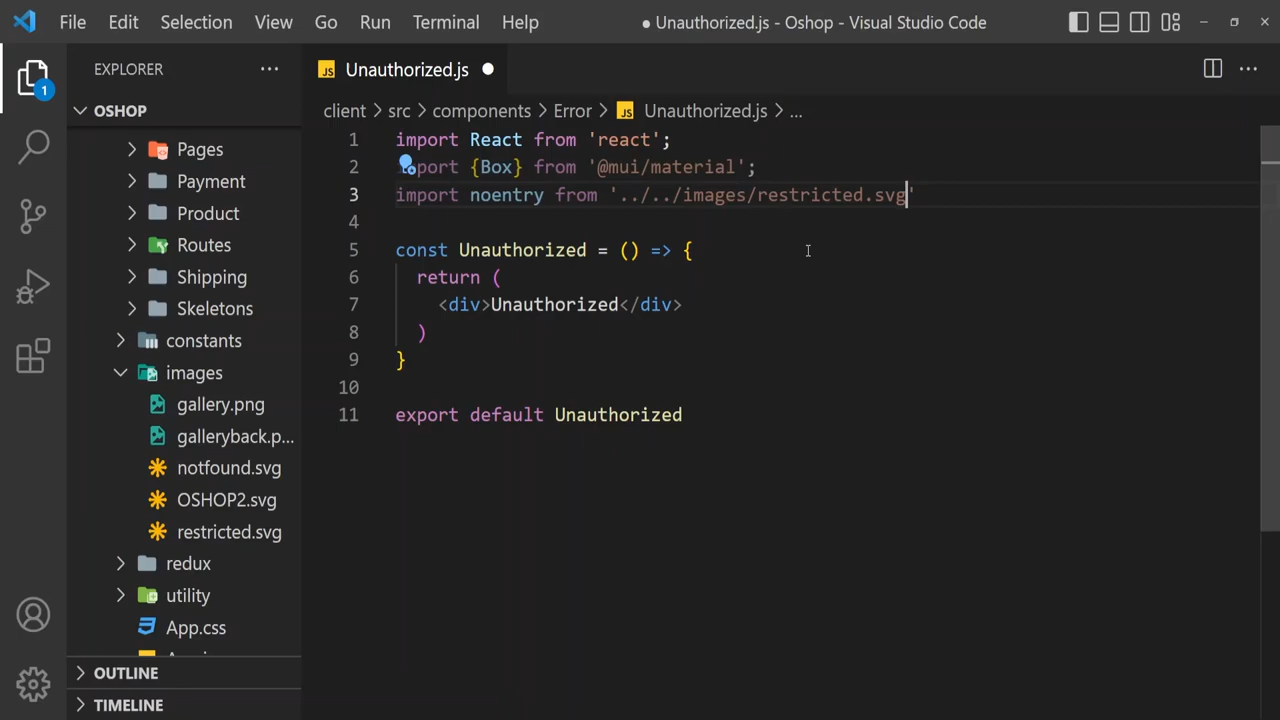 File Edit Selection View Go Run Terminal Help ● Unauthorized.js - Oshop - Visual Studio Code
EXPLORER
JS Unauthorized.js
1
OSHOP
client > src > components > Error > JS Unauthorized.js > ...
Pages
Payment
Product
Routes
Shipping
Skeletons
constants
images
gallery.png
galleryback.p...
notfound.svg
OSHOP2.svg
restricted.svg
redux
utility
App.css
OUTLINE
TIMELINE
1 import React from 'react';
2 import {Box} from '@mui/material';
3 import noentry from '../../images/restricted.svg'
4
5 const Unauthorized = () => {
6 return (
7 <div>Unauthorized</div>
8 )
9 }
10
11 export default Unauthorized